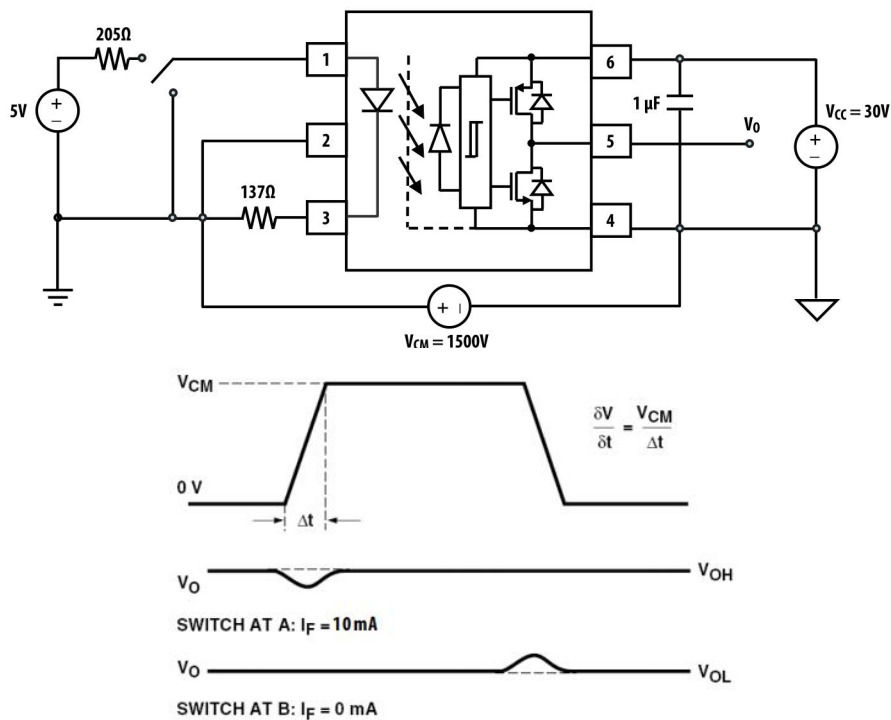 205Ω
5V
+
−
137Ω
1
2
3
6
5
4
1 µF
V₀
VCC = 30V
+
−
+ −
VCM = 1500V
VCM
0 V
Δt
δV/δt = VCM/Δt
VO
VOH
SWITCH AT A: IF = 10 mA
VO
VOL
SWITCH AT B: IF = 0 mA